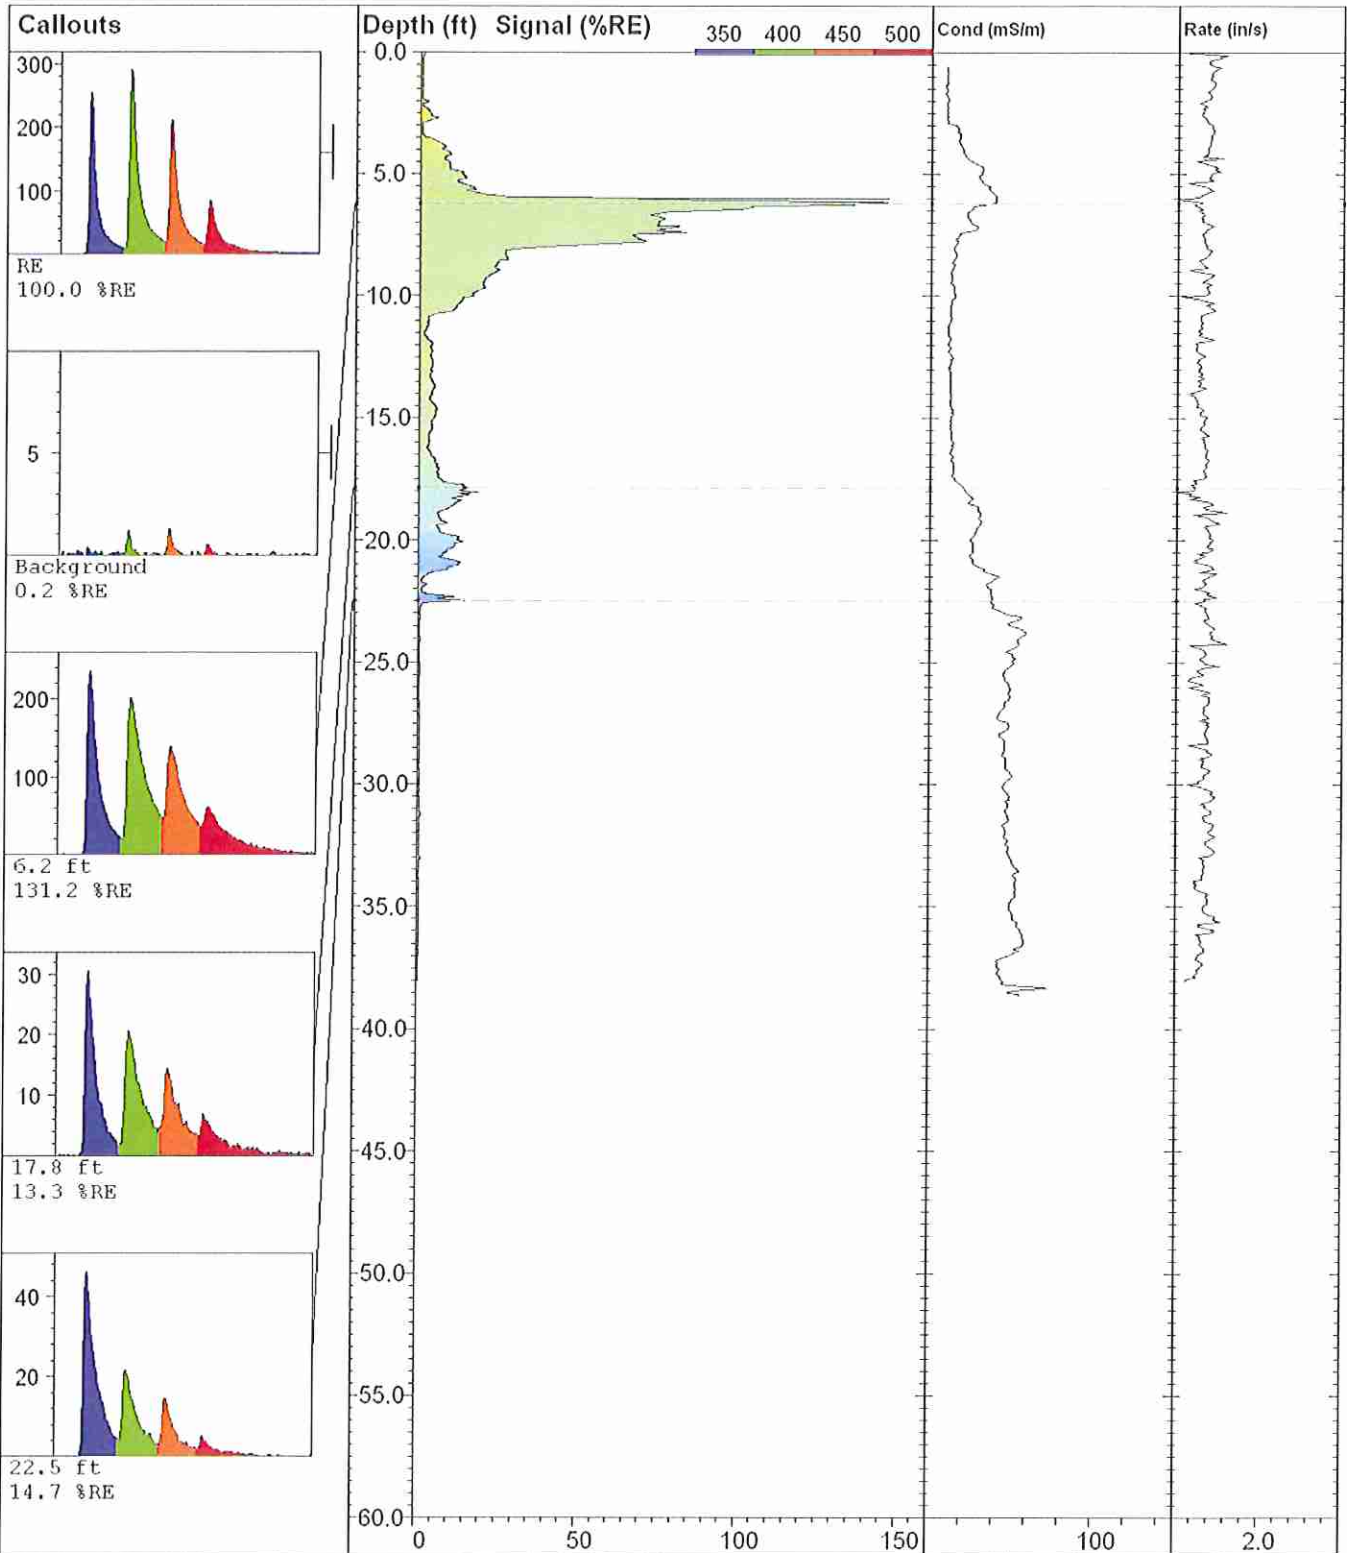 Callouts
300
200
100
RE
100.0 %RE
5
Background
0.2 %RE
200
100
6.2 ft
131.2 %RE
30
20
10
17.8 ft
13.3 %RE
40
20
22.5 ft
14.7 %RE
Depth (ft) Signal (%RE)
350 400 450 500
0.0
5.0
10.0
15.0
20.0
25.0
30.0
35.0
40.0
45.0
50.0
55.0
60.0
0 50 100 150
Cond (mS/m)
100
Rate (in/s)
2.0